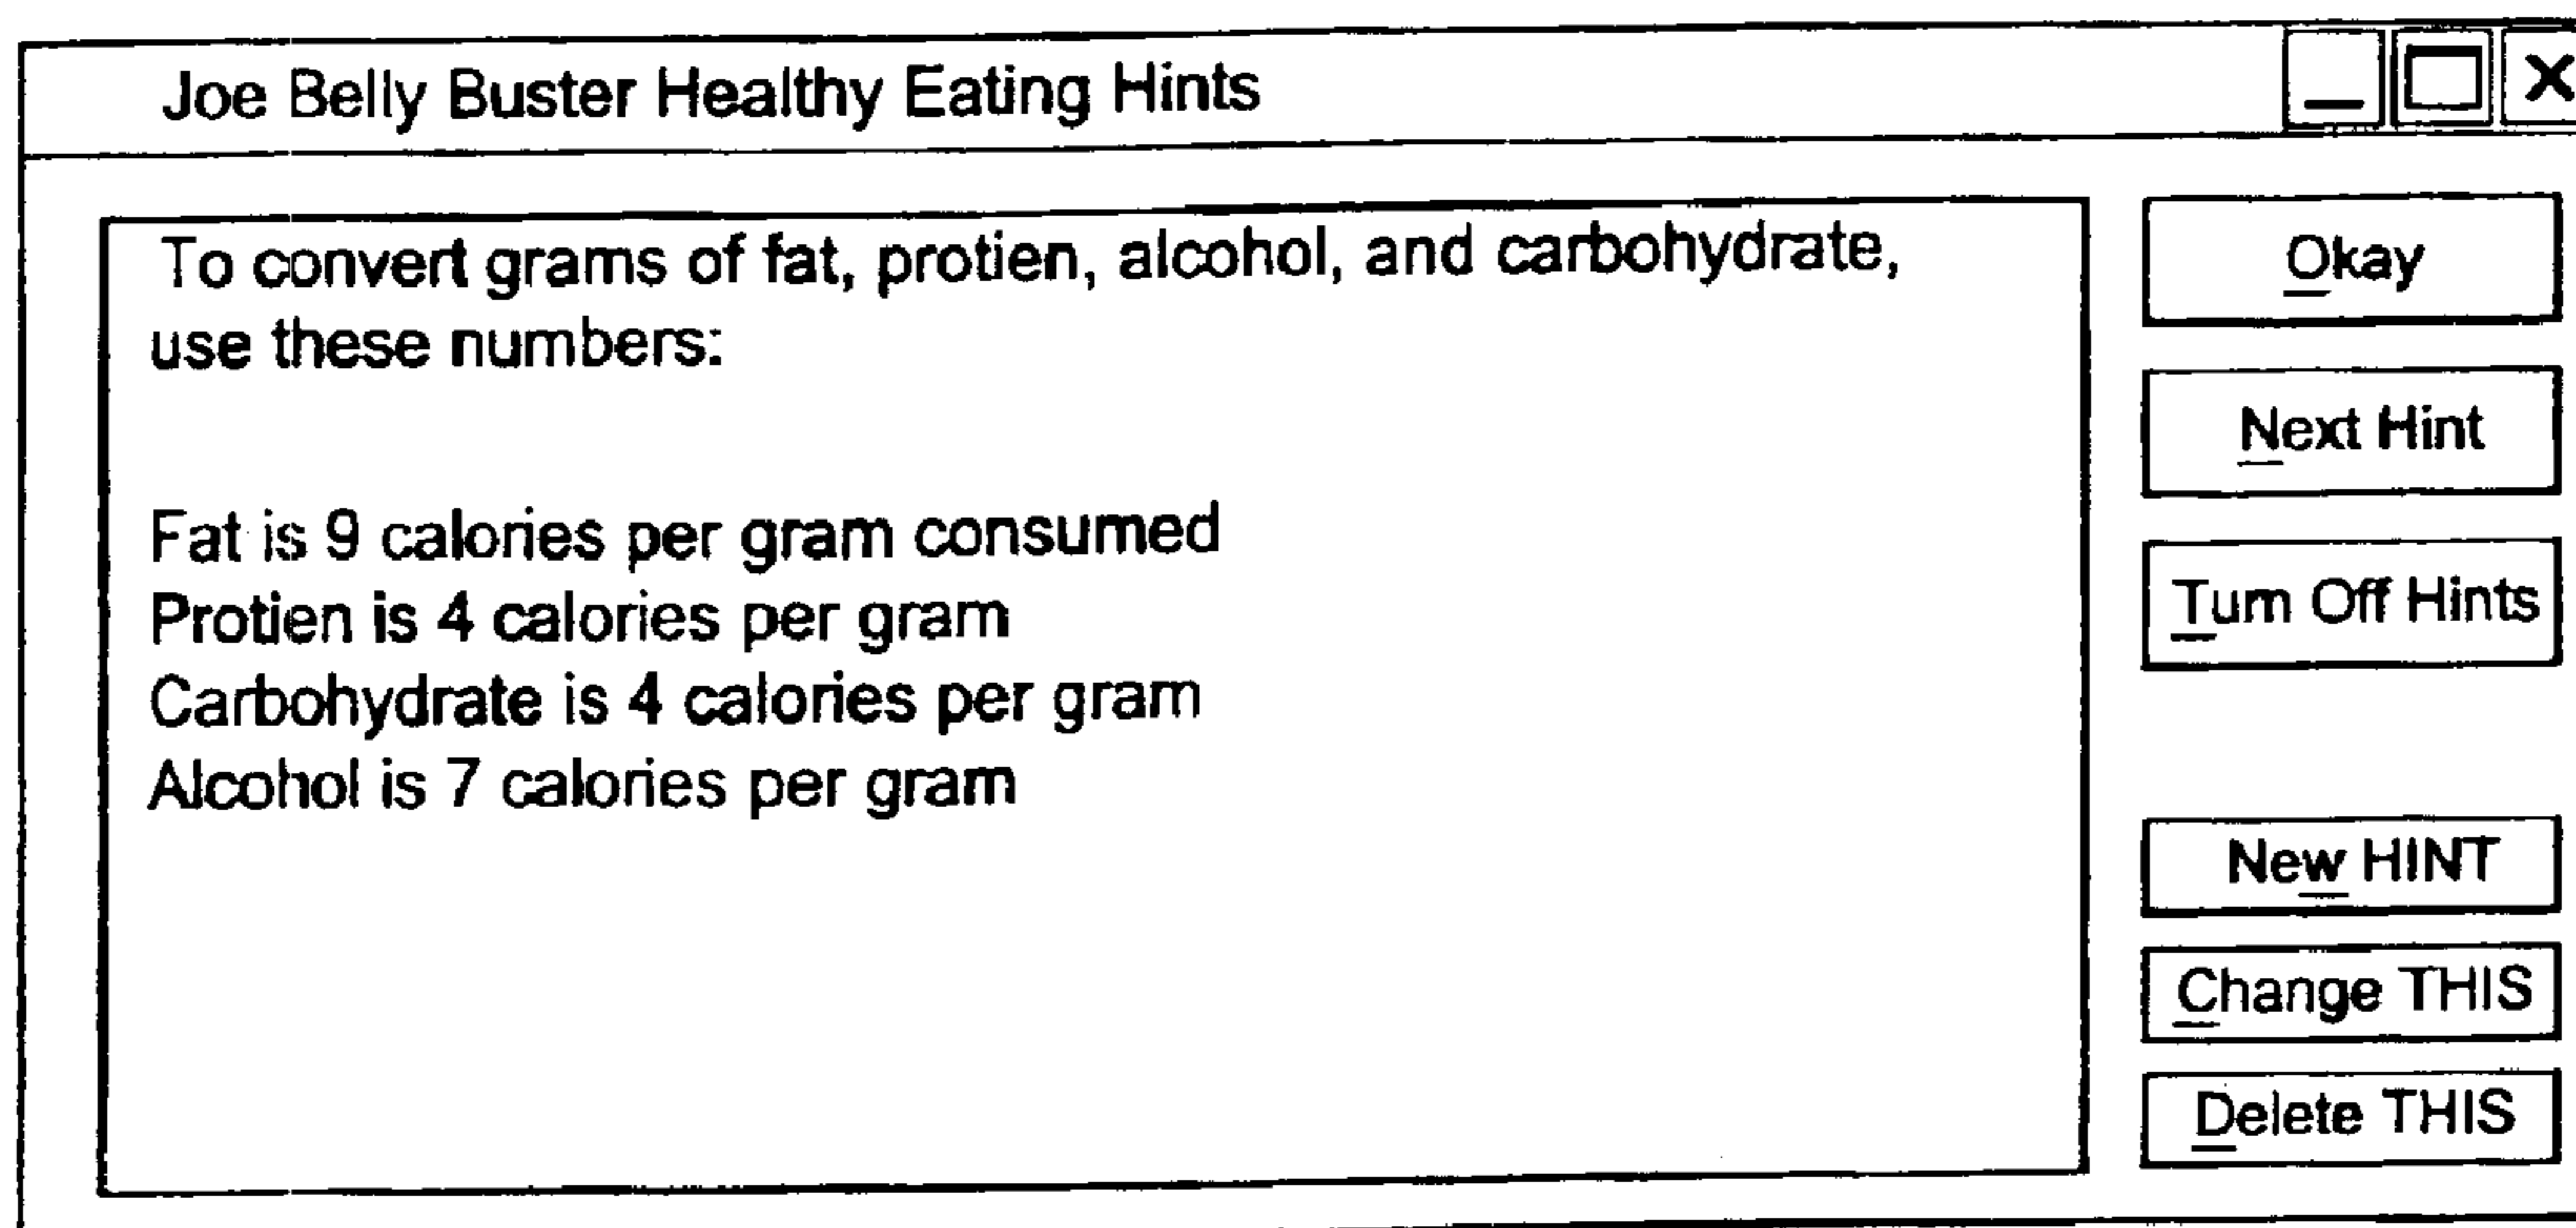 Joe Belly Buster Healthy Eating Hints
To convert grams of fat, protien, alcohol, and carbohydrate,
use these numbers:
Fat is 9 calories per gram consumed
Protien is 4 calories per gram
Carbohydrate is 4 calories per gram
Alcohol is 7 calories per gram
Okay
Next Hint
Turn Off Hints
New HINT
Change THIS
Delete THIS